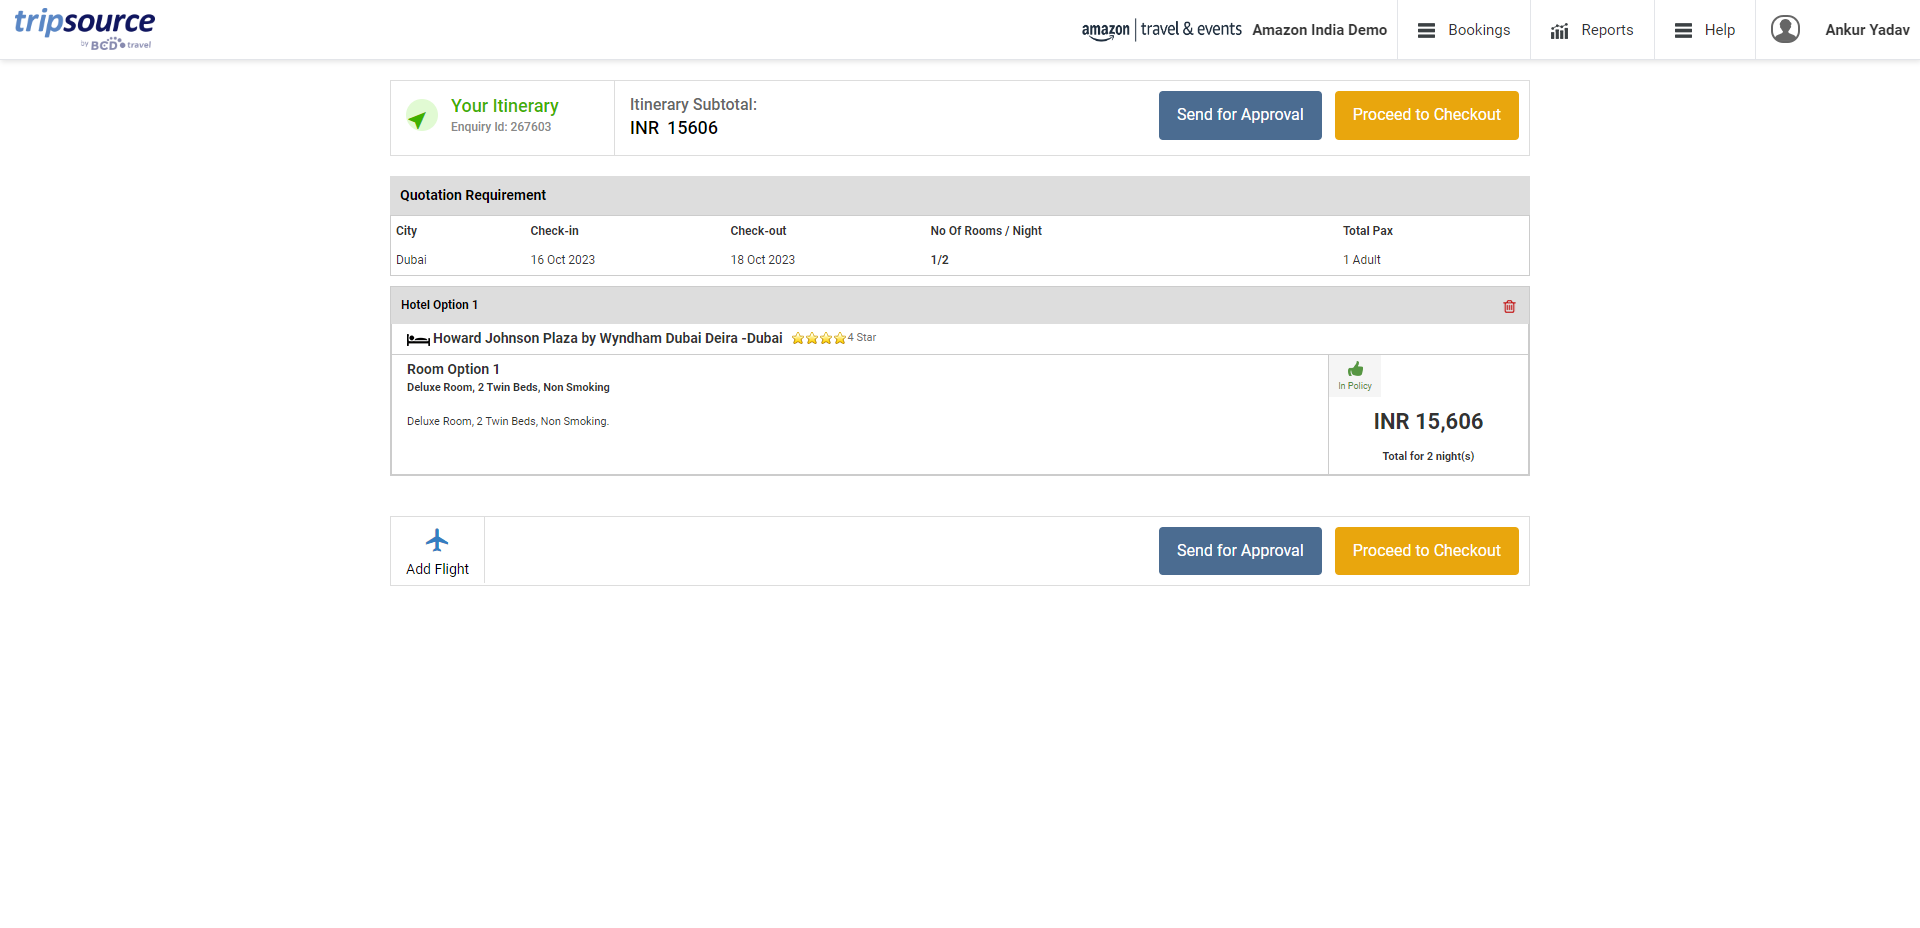 tripsource
by BCD travel
amazon | travel & events Amazon India Demo
Bookings
Reports
Help
Ankur Yadav
Your Itinerary
Enquiry Id: 267603
Itinerary Subtotal:
INR 15606
Send for Approval
Proceed to Checkout
Quotation Requirement
City Check-in Check-out No Of Rooms / Night Total Pax
Dubai 16 Oct 2023 18 Oct 2023 1/2 1 Adult
Hotel Option 1
Howard Johnson Plaza by Wyndham Dubai Deira -Dubai 4 Star
Room Option 1
Deluxe Room, 2 Twin Beds, Non Smoking
Deluxe Room, 2 Twin Beds, Non Smoking.
In Policy
INR 15,606
Total for 2 night(s)
Add Flight
Send for Approval
Proceed to Checkout